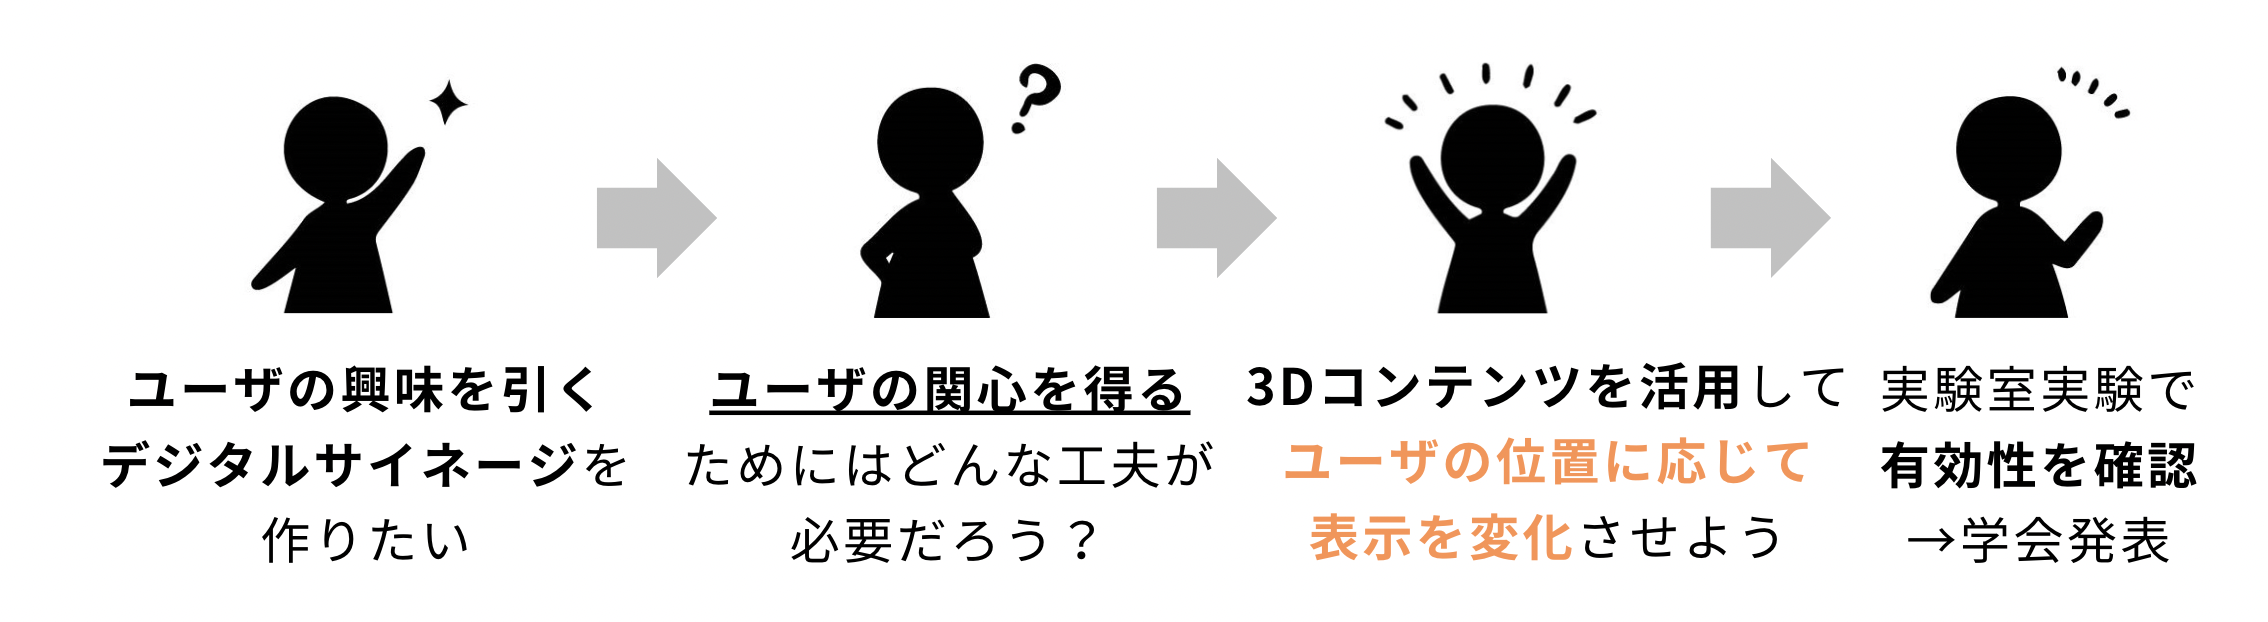 ユーザの興味を引く
デジタルサイネージを
作りたい
ユーザの関心を得る
ためにはどんな工夫が
必要だろう？
3Dコンテンツを活用して
ユーザの位置に応じて
表示を変化させよう
実験室実験で
有効性を確認
→学会発表